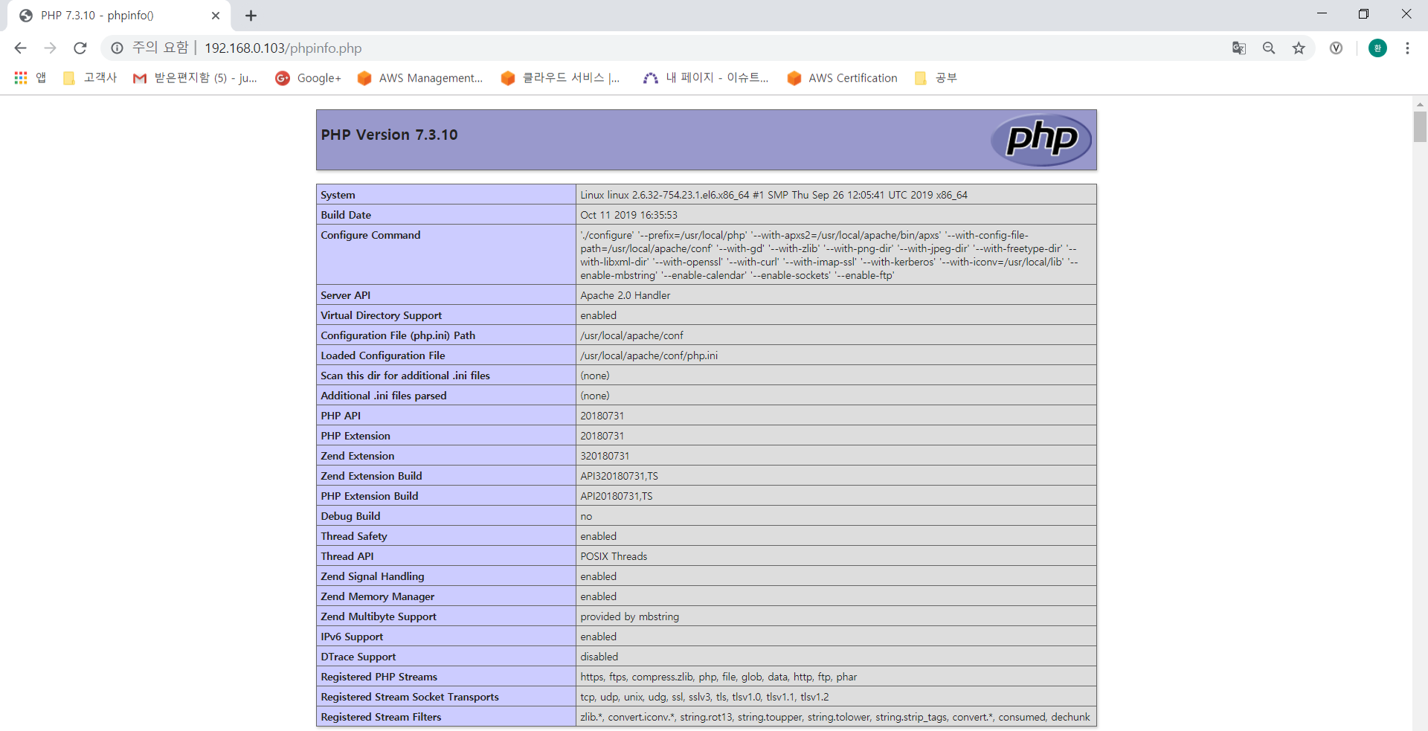 PHP 7.3.10 - phpinfo()
주의 요함 192.168.0.103/phpinfo.php
환
앱 고객사 받은편지함 (5) - ju... Google+ AWS Management... 클라우드 서비스 |... 내 페이지 - 이슈트... AWS Certification 공부
PHP Version 7.3.10
php
System Linux linux 2.6.32-754.23.1.el6.x86_64 #1 SMP Thu Sep 26 12:05:41 UTC 2019 x86_64
Build Date Oct 11 2019 16:35:53
Configure Command './configure' '--prefix=/usr/local/php' '--with-apxs2=/usr/local/apache/bin/apxs' '--with-config-file-
path=/usr/local/apache/conf' '--with-gd' '--with-zlib' '--with-png-dir' '--with-jpeg-dir' '--with-freetype-dir' '--
with-libxml-dir' '--with-openssl' '--with-curl' '--with-imap-ssl' '--with-kerberos' '--with-iconv=/usr/local/lib' '--
enable-mbstring' '--enable-calendar' '--enable-sockets' '--enable-ftp'
Server API Apache 2.0 Handler
Virtual Directory Support enabled
Configuration File (php.ini) Path /usr/local/apache/conf
Loaded Configuration File /usr/local/apache/conf/php.ini
Scan this dir for additional .ini files (none)
Additional .ini files parsed (none)
PHP API 20180731
PHP Extension 20180731
Zend Extension 320180731
Zend Extension Build API320180731,TS
PHP Extension Build API20180731,TS
Debug Build no
Thread Safety enabled
Thread API POSIX Threads
Zend Signal Handling enabled
Zend Memory Manager enabled
Zend Multibyte Support provided by mbstring
IPv6 Support enabled
DTrace Support disabled
Registered PHP Streams https, ftps, compress.zlib, php, file, glob, data, http, ftp, phar
Registered Stream Socket Transports tcp, udp, unix, udg, ssl, sslv3, tls, tlsv1.0, tlsv1.1, tlsv1.2
Registered Stream Filters zlib.*, convert.iconv.*, string.rot13, string.toupper, string.tolower, string.strip_tags, convert.*, consumed, dechunk